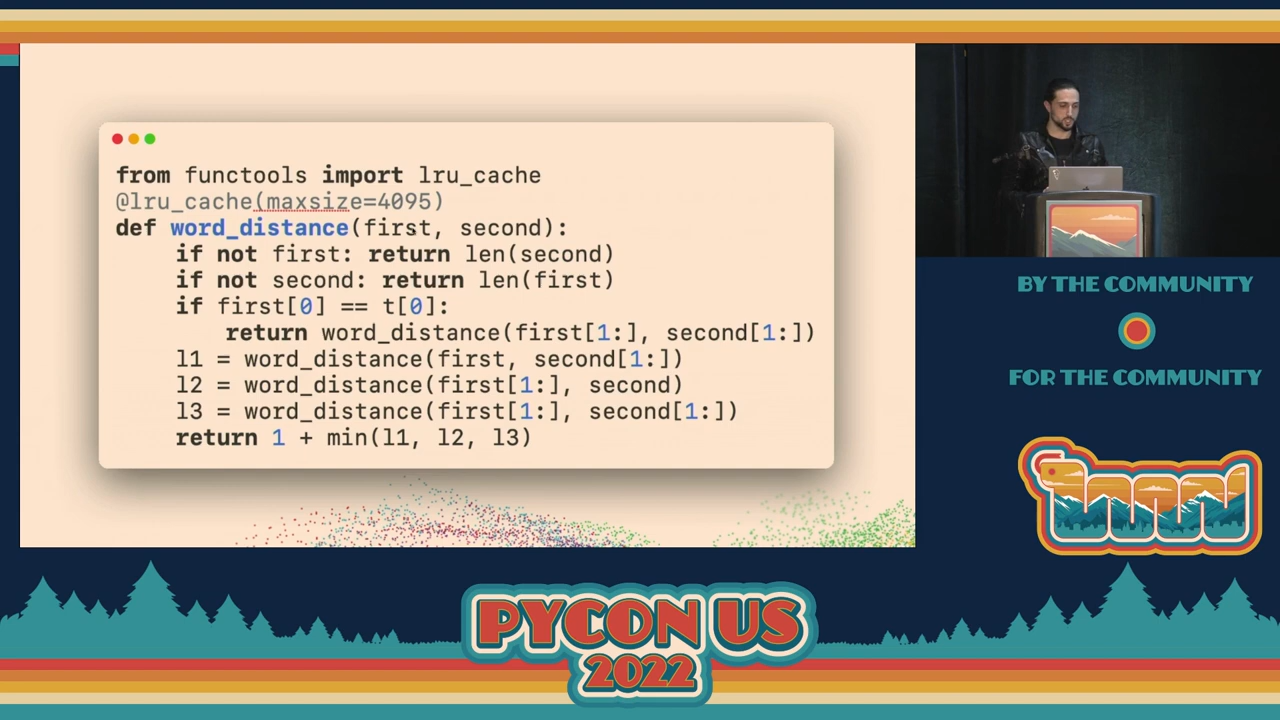 from functools import lru_cache
@lru_cache(maxsize=4095)
def word_distance(first, second):
if not first: return len(second)
if not second: return len(first)
if first[0] == t[0]:
return word_distance(first[1:], second[1:])
l1 = word_distance(first, second[1:])
l2 = word_distance(first[1:], second)
l3 = word_distance(first[1:], second[1:])
return 1 + min(l1, l2, l3)
BY THE COMMUNITY
FOR THE COMMUNITY
PYCON US
2022